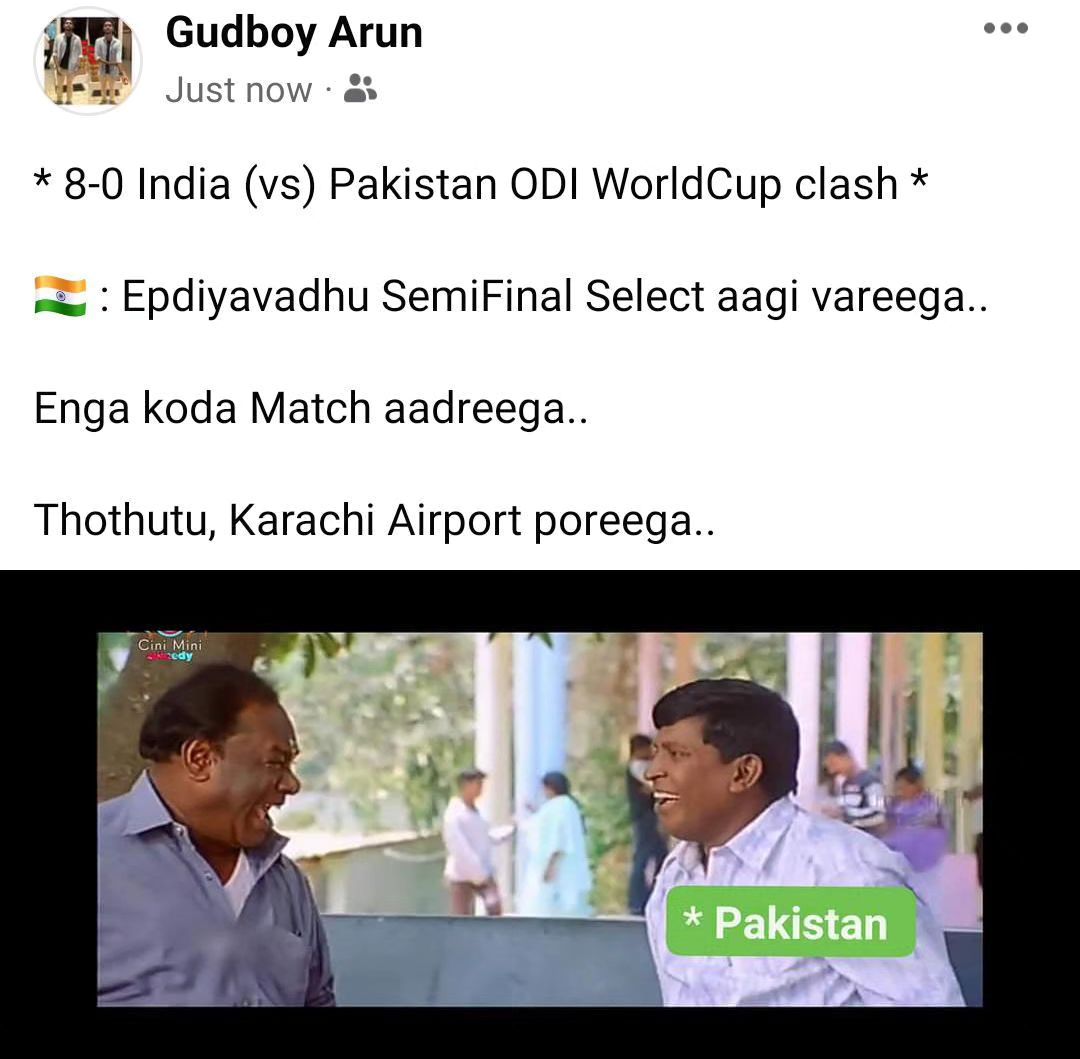 Gudboy Arun
Just now ·
* 8-0 India (vs) Pakistan ODI WorldCup clash *
🇮🇳 : Epdiyavadhu SemiFinal Select aagi vareega..
Enga koda Match aadreega..
Thothutu, Karachi Airport poreega..
Cini Mini
* Pakistan